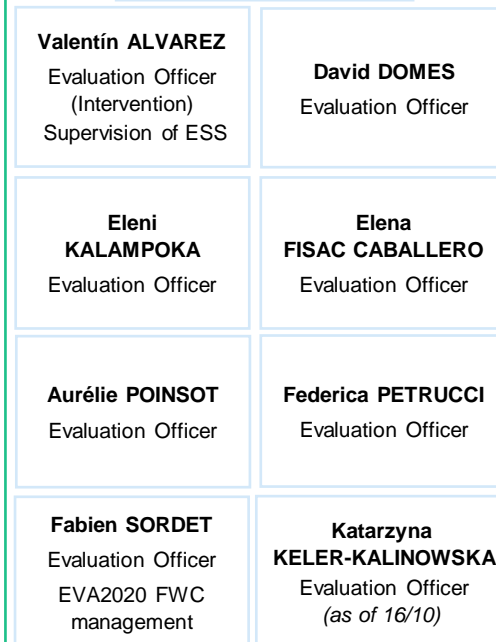 Valentín ALVAREZ
Evaluation Officer
(Intervention)
Supervision of ESS
David DOMES
Evaluation Officer
Eleni
KALAMPOKA
Evaluation Officer
Elena
FISAC CABALLERO
Evaluation Officer
Aurélie POINSOT
Evaluation Officer
Federica PETRUCCI
Evaluation Officer
Fabien SORDET
Evaluation Officer
EVA2020 FWC
management
Katarzyna
KELER-KALINOWSKA
Evaluation Officer
(as of 16/10)